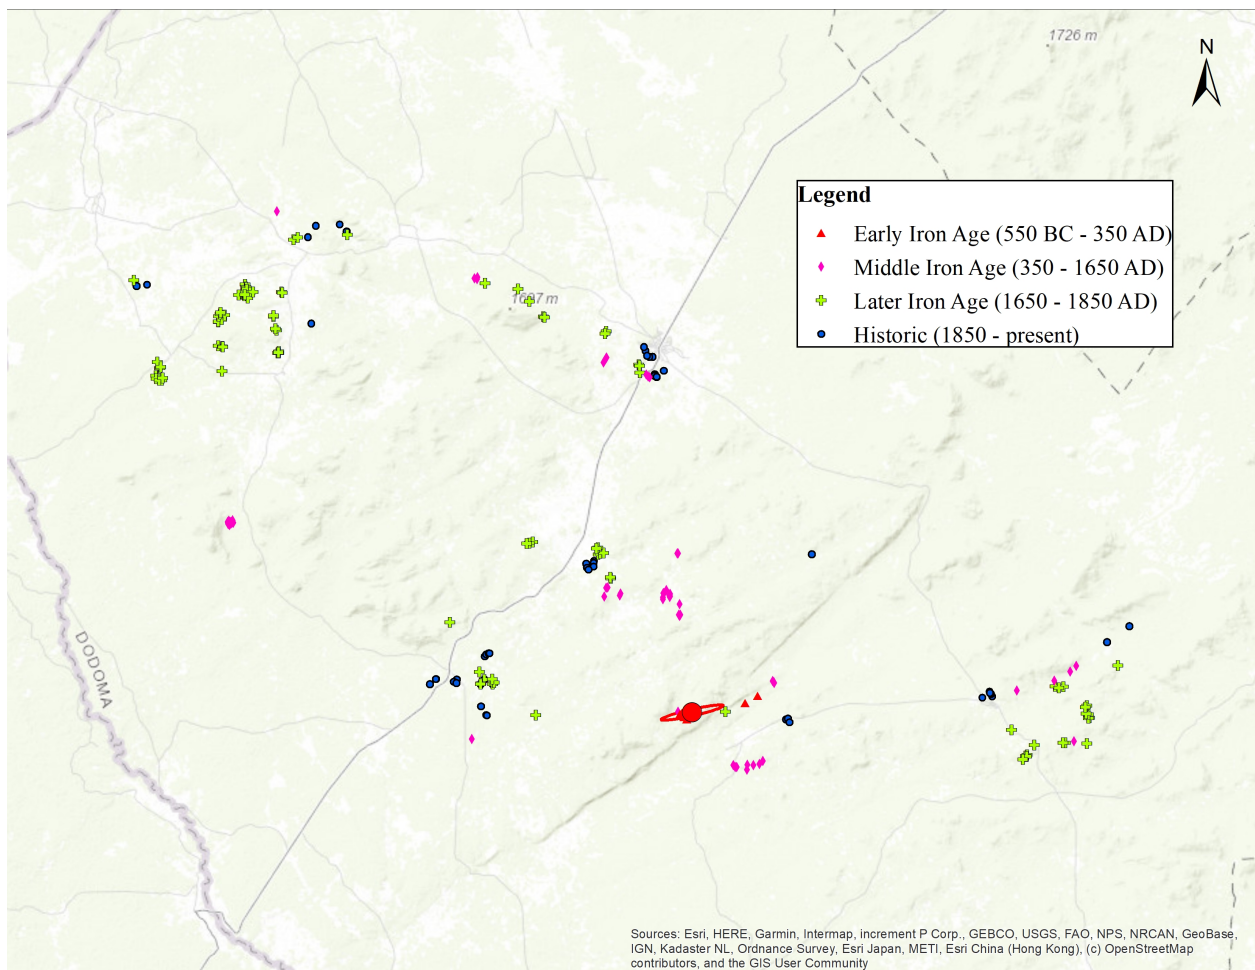 1726 m
N
Legend
Early Iron Age (550 BC - 350 AD)
Middle Iron Age (350 - 1650 AD)
Later Iron Age (1650 - 1850 AD)
Historic (1850 - present)
1697 m
DODOMA
Sources: Esri, HERE, Garmin, Intermap, increment P Corp., GEBCO, USGS, FAO, NPS, NRCAN, GeoBase,
IGN, Kadaster NL, Ordnance Survey, Esri Japan, METI, Esri China (Hong Kong), (c) OpenStreetMap
contributors, and the GIS User Community